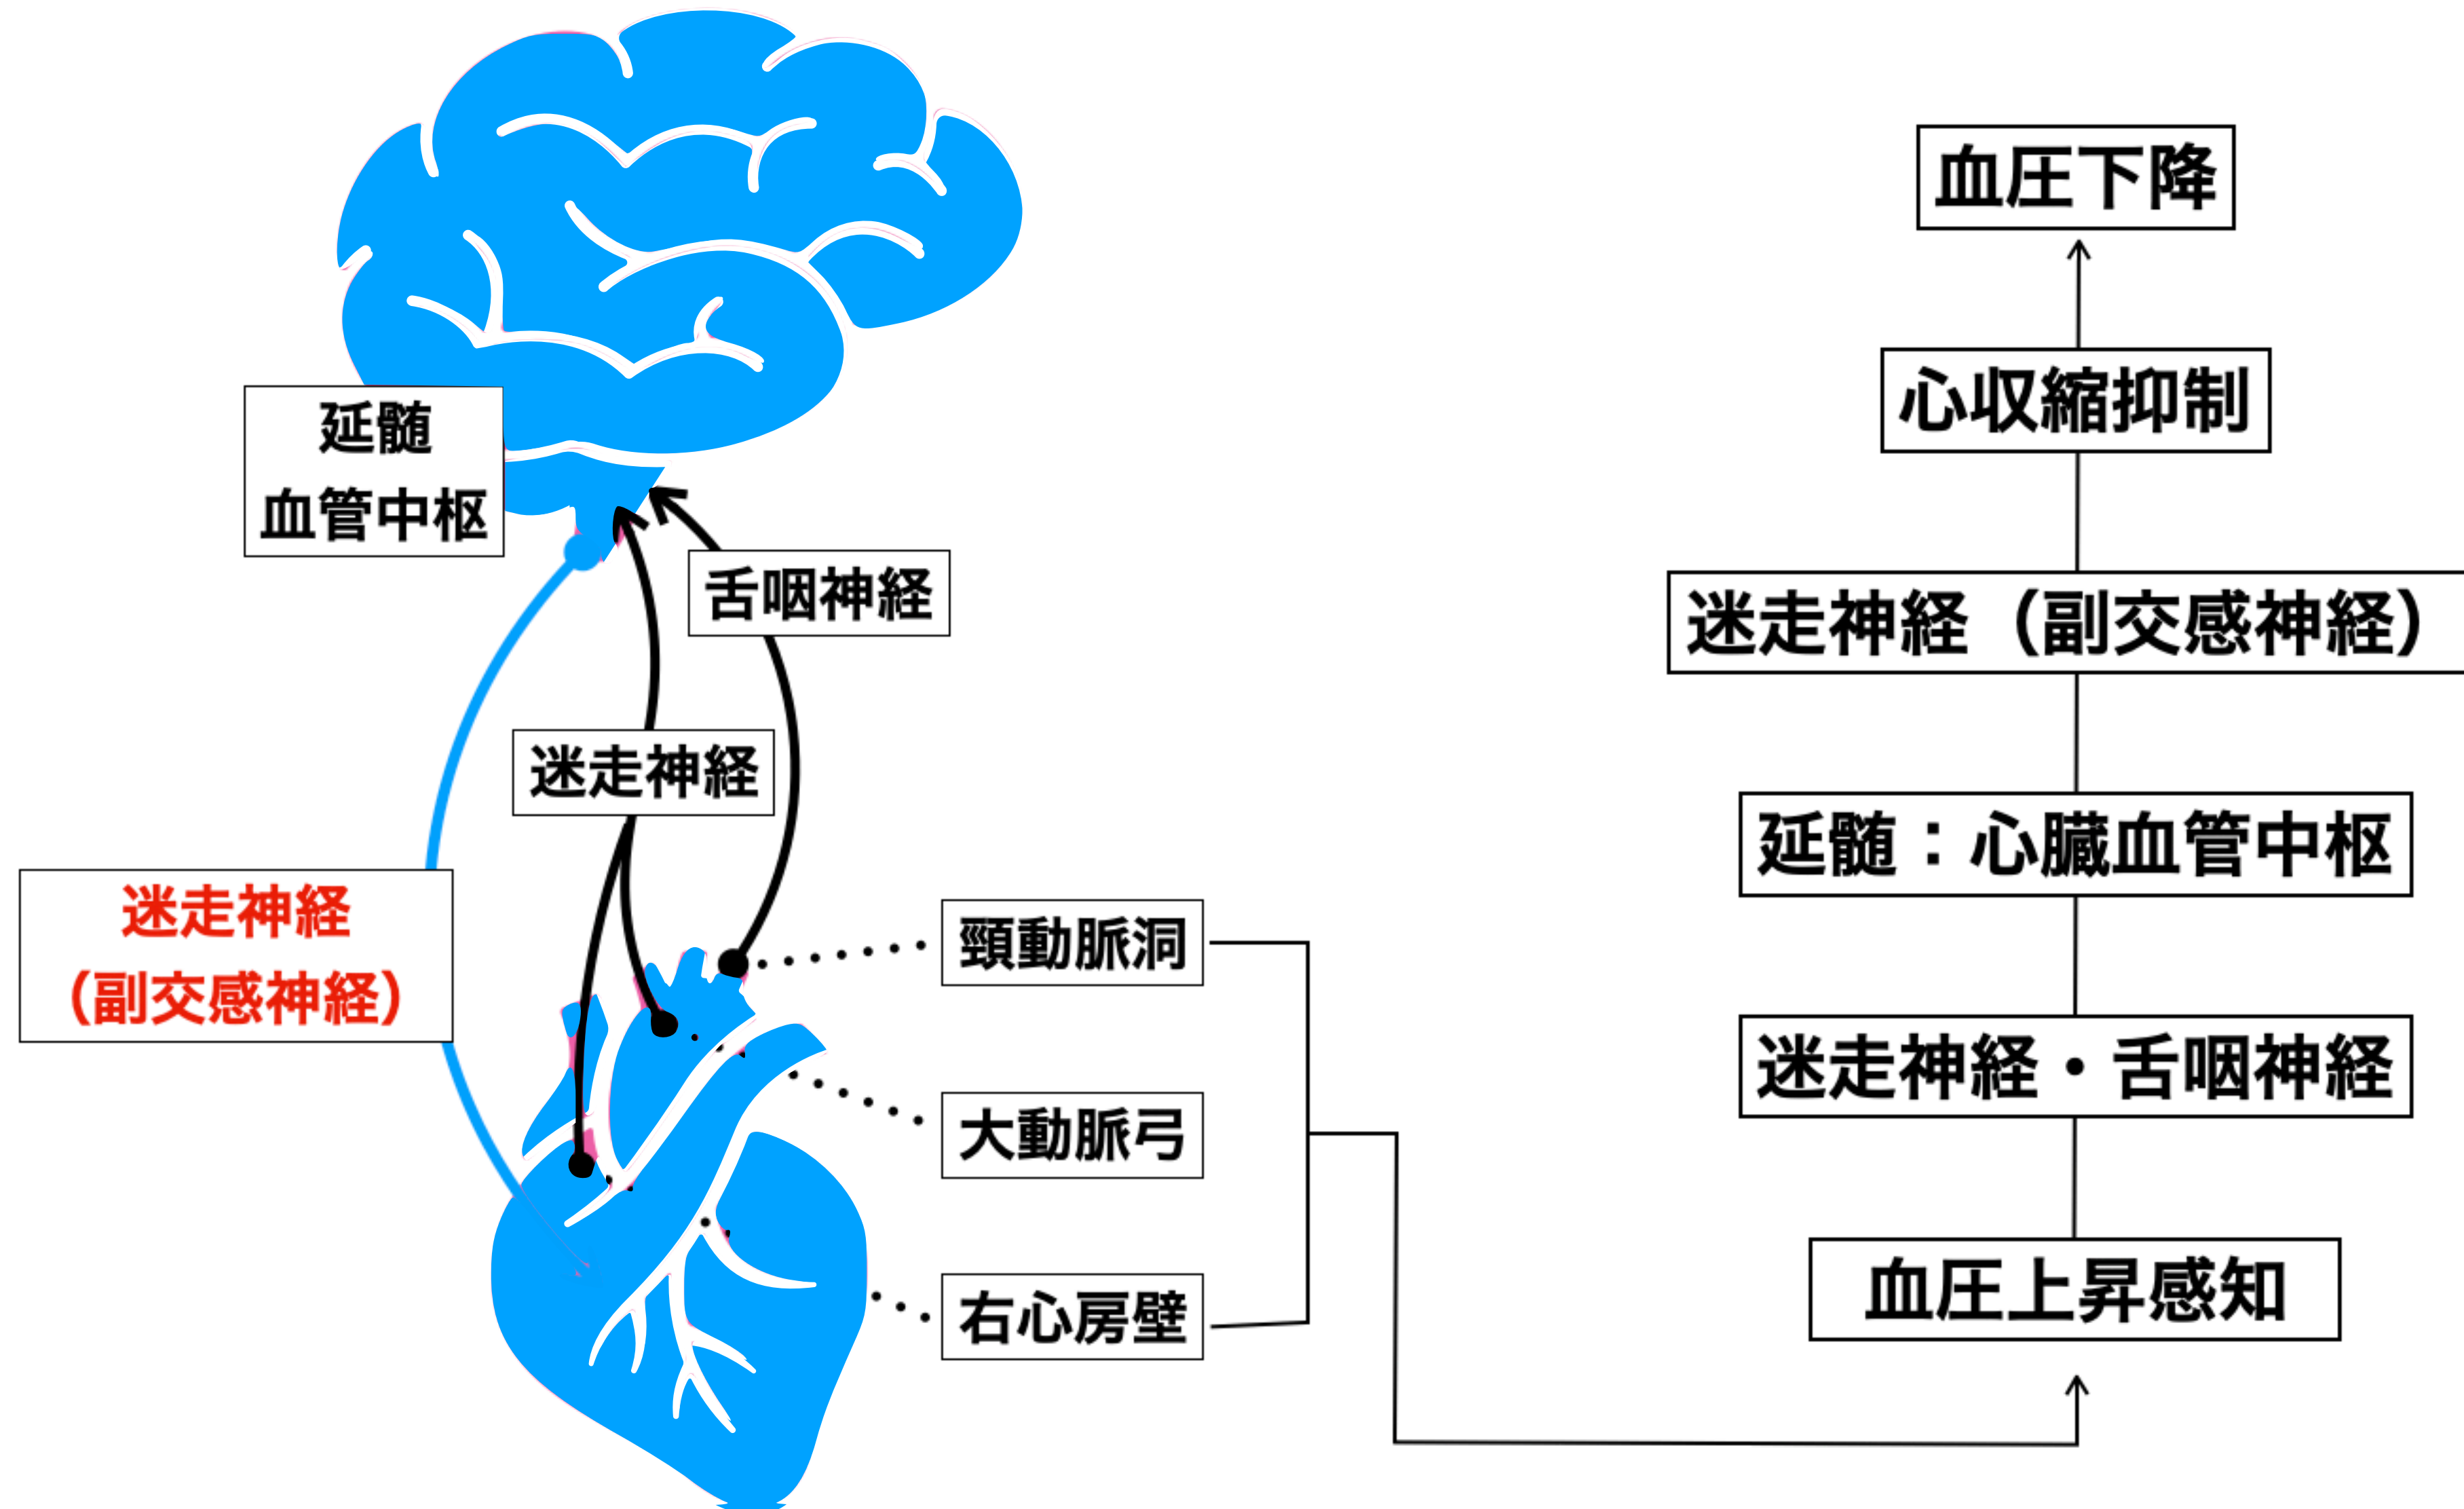 延髄
血管中枢
舌咽神経
迷走神経
迷走神経
（副交感神経）
頸動脈洞
大動脈弓
右心房壁
血圧下降
心収縮抑制
迷走神経（副交感神経）
延髄：心臓血管中枢
迷走神経・舌咽神経
血圧上昇感知